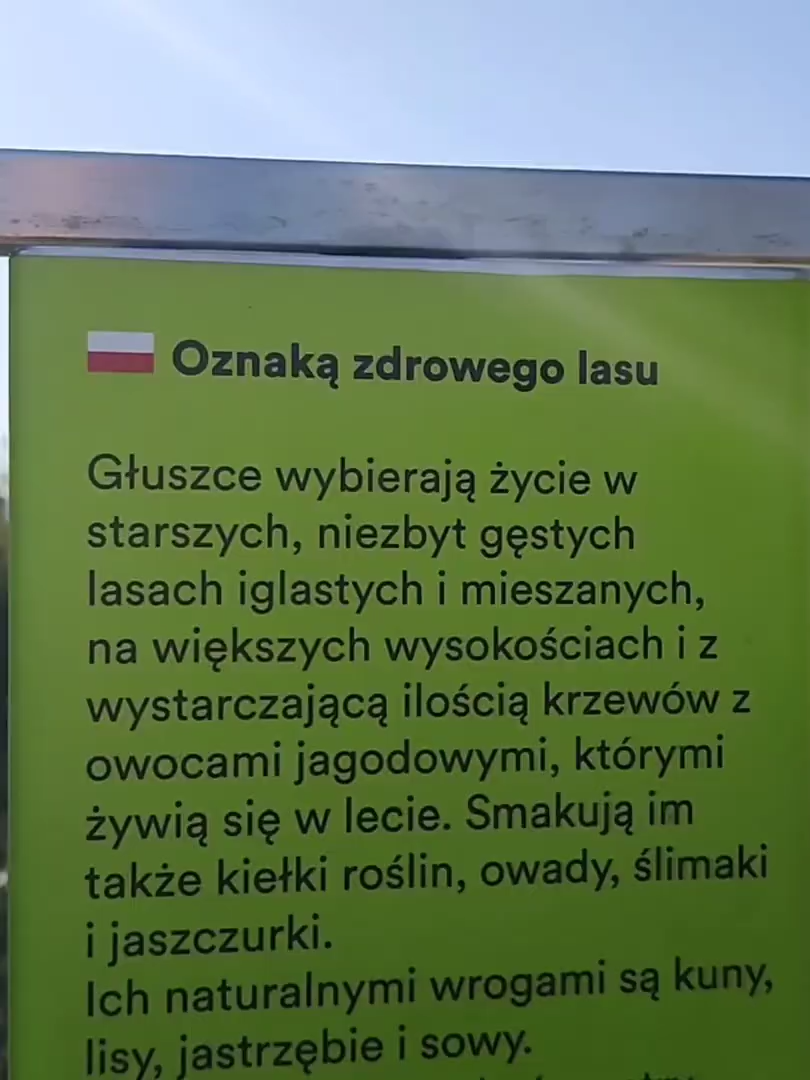 Oznaką zdrowego lasu
Głuszce wybierają życie w
starszych, niezbyt gęstych
lasach iglastych i mieszanych,
na większych wysokościach i z
wystarczającą ilością krzewów z
owocami jagodowymi, którymi
żywią się w lecie. Smakują im
także kiełki roślin, owady, ślimaki
i jaszczurki.
Ich naturalnymi wrogami są kuny,
lisy, jastrzębie i sowy.